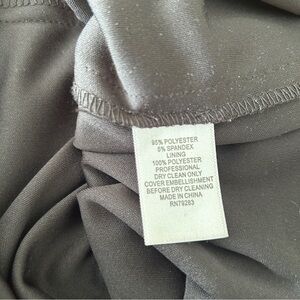 95% POLYESTER
5% SPANDEX
LINING
100% POLYESTER
PROFESSIONAL
DRY CLEAN ONLY
COVER EMBELLISHMENT
BEFORE DRY CLEANING
MADE IN CHINA
RN79283